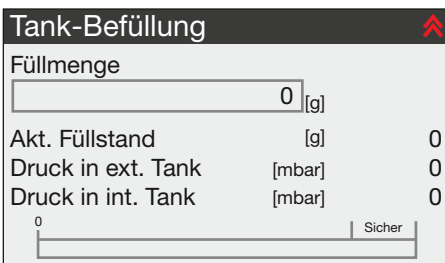 Tank-Befüllung
Füllmenge
0 [g]
Akt. Füllstand [g] 0
Druck in ext. Tank [mbar] 0
Druck in int. Tank [mbar] 0
0 Sicher